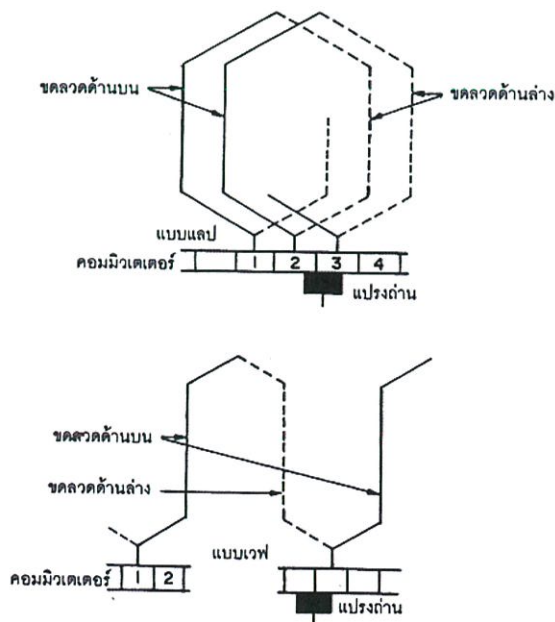 ขดลวดด้านบน
ขดลวดด้านล่าง
แบบแลป
คอมมิวเตเตอร์ 1 2 3 4
แปรงถ่าน
ขดลวดด้านบน
ขดลวดด้านล่าง
แบบเวฟ
คอมมิวเตเตอร์ 1 2
แปรงถ่าน